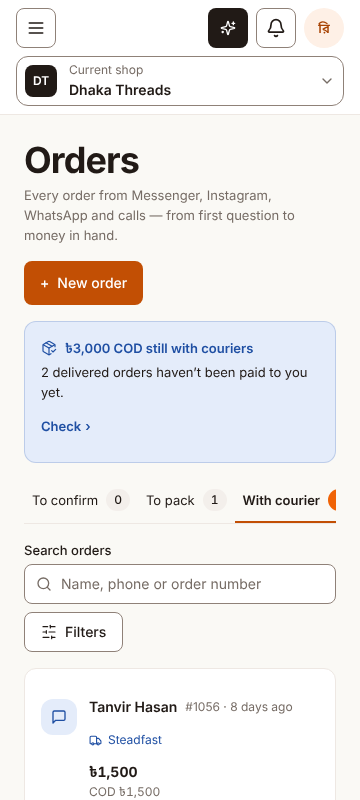 রি
DT
Current shop
Dhaka Threads
Orders
Every order from Messenger, Instagram,
WhatsApp and calls — from first question to
money in hand.
+ New order
৳3,000 COD still with couriers
2 delivered orders haven’t been paid to you
yet.
Check ›
To confirm 0 To pack 1 With courier
Search orders
Name, phone or order number
Filters
Tanvir Hasan #1056 · 8 days ago
Steadfast
৳1,500
COD ৳1,500